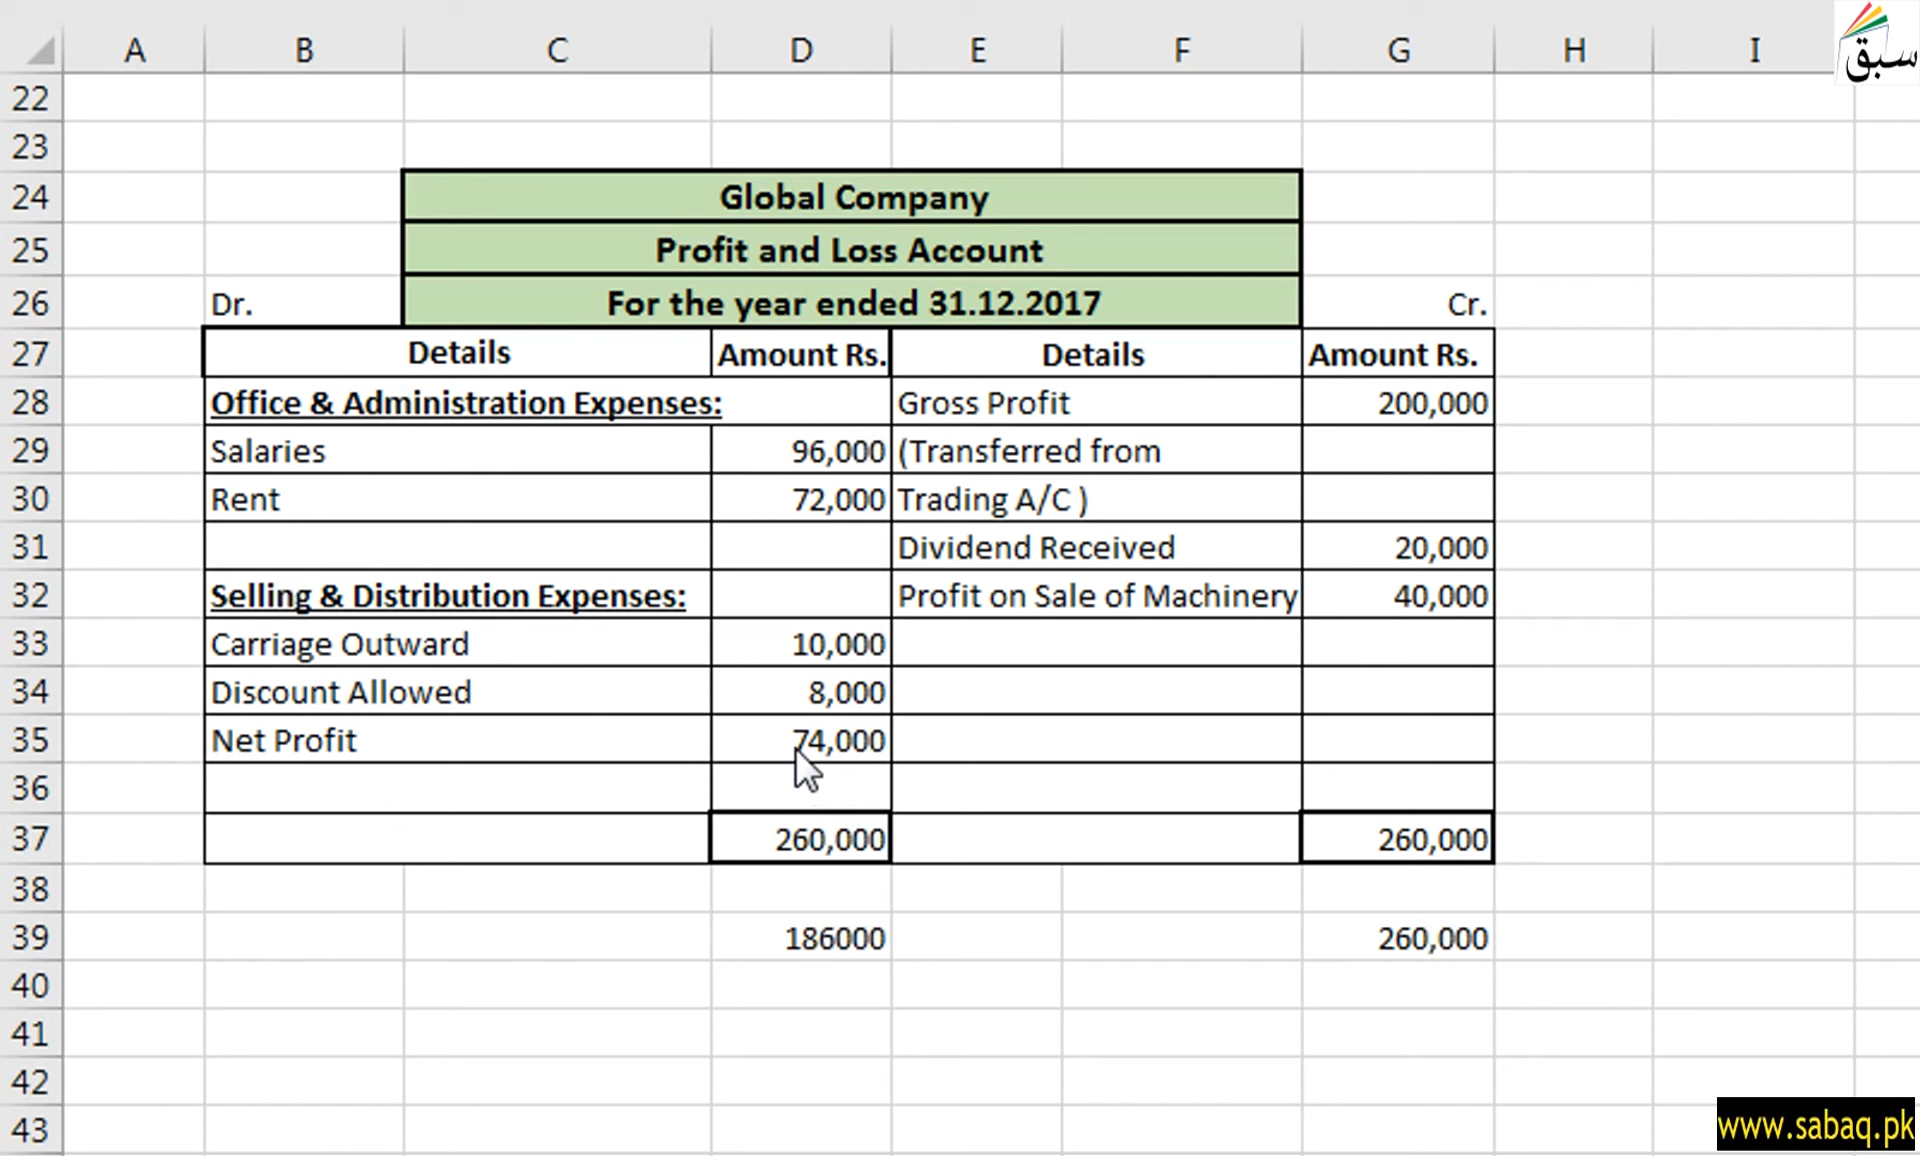 A B C D E F G H I
سبق
22
23
24 Global Company
25 Profit and Loss Account
26 Dr. For the year ended 31.12.2017 Cr.
27 Details Amount Rs. Details Amount Rs.
28 Office & Administration Expenses: Gross Profit 200,000
29 Salaries 96,000 (Transferred from
30 Rent 72,000 Trading A/C )
31 Dividend Received 20,000
32 Selling & Distribution Expenses: Profit on Sale of Machinery 40,000
33 Carriage Outward 10,000
34 Discount Allowed 8,000
35 Net Profit 74,000
36
37 260,000 260,000
38
39 186000 260,000
40
41
42
43
www.sabaq.pk